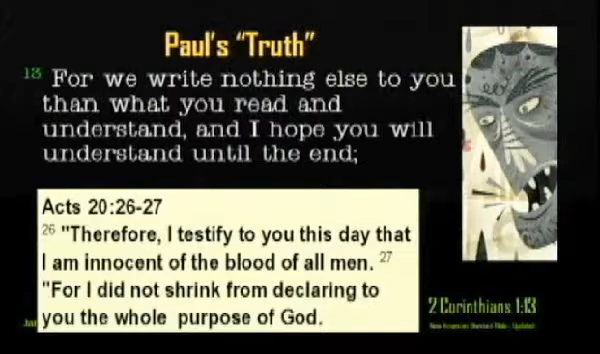 Paul's "Truth"
13 For we write nothing else to you
than what you read and
understand, and I hope you will
understand until the end;
Acts 20:26-27
26 "Therefore, I testify to you this day that
I am innocent of the blood of all men. 27
"For I did not shrink from declaring to
you the whole purpose of God.
2 Corinthians 1:13
New American Standard Bible - Updated